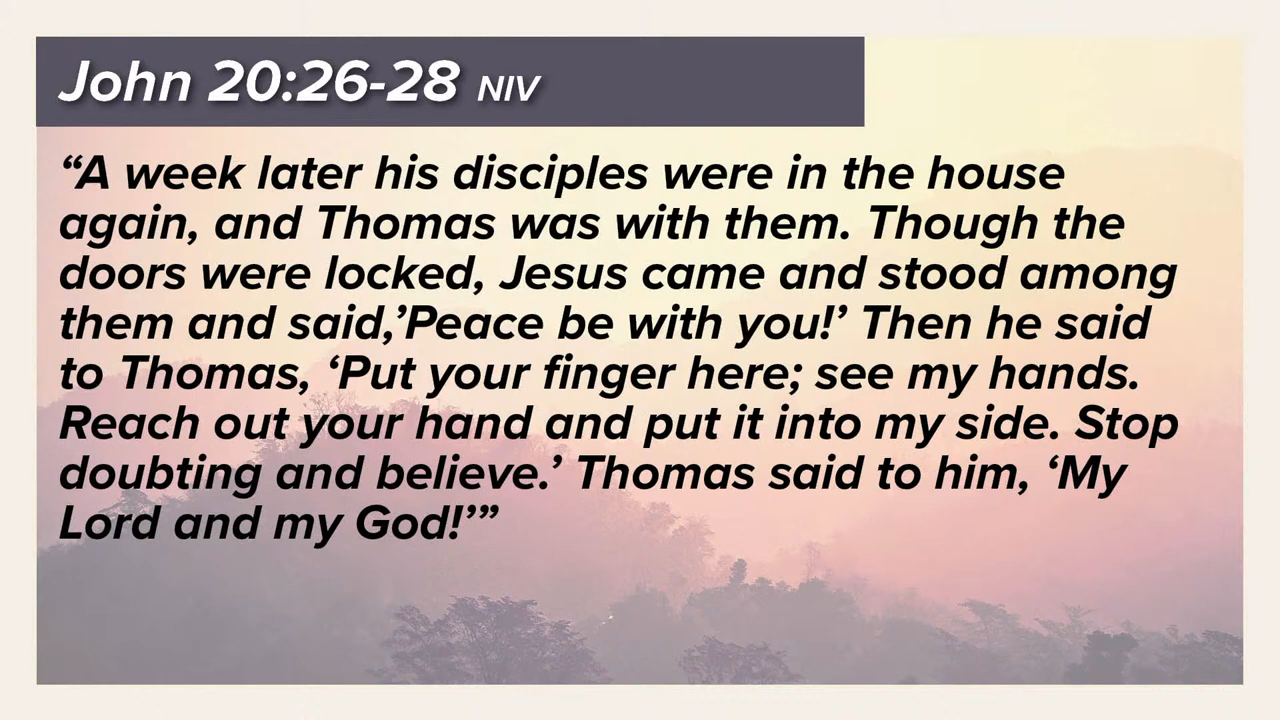 John 20:26-28 NIV
“A week later his disciples were in the house
again, and Thomas was with them. Though the
doors were locked, Jesus came and stood among
them and said,’Peace be with you!’ Then he said
to Thomas, ‘Put your finger here; see my hands.
Reach out your hand and put it into my side. Stop
doubting and believe.’ Thomas said to him, ‘My
Lord and my God!’”